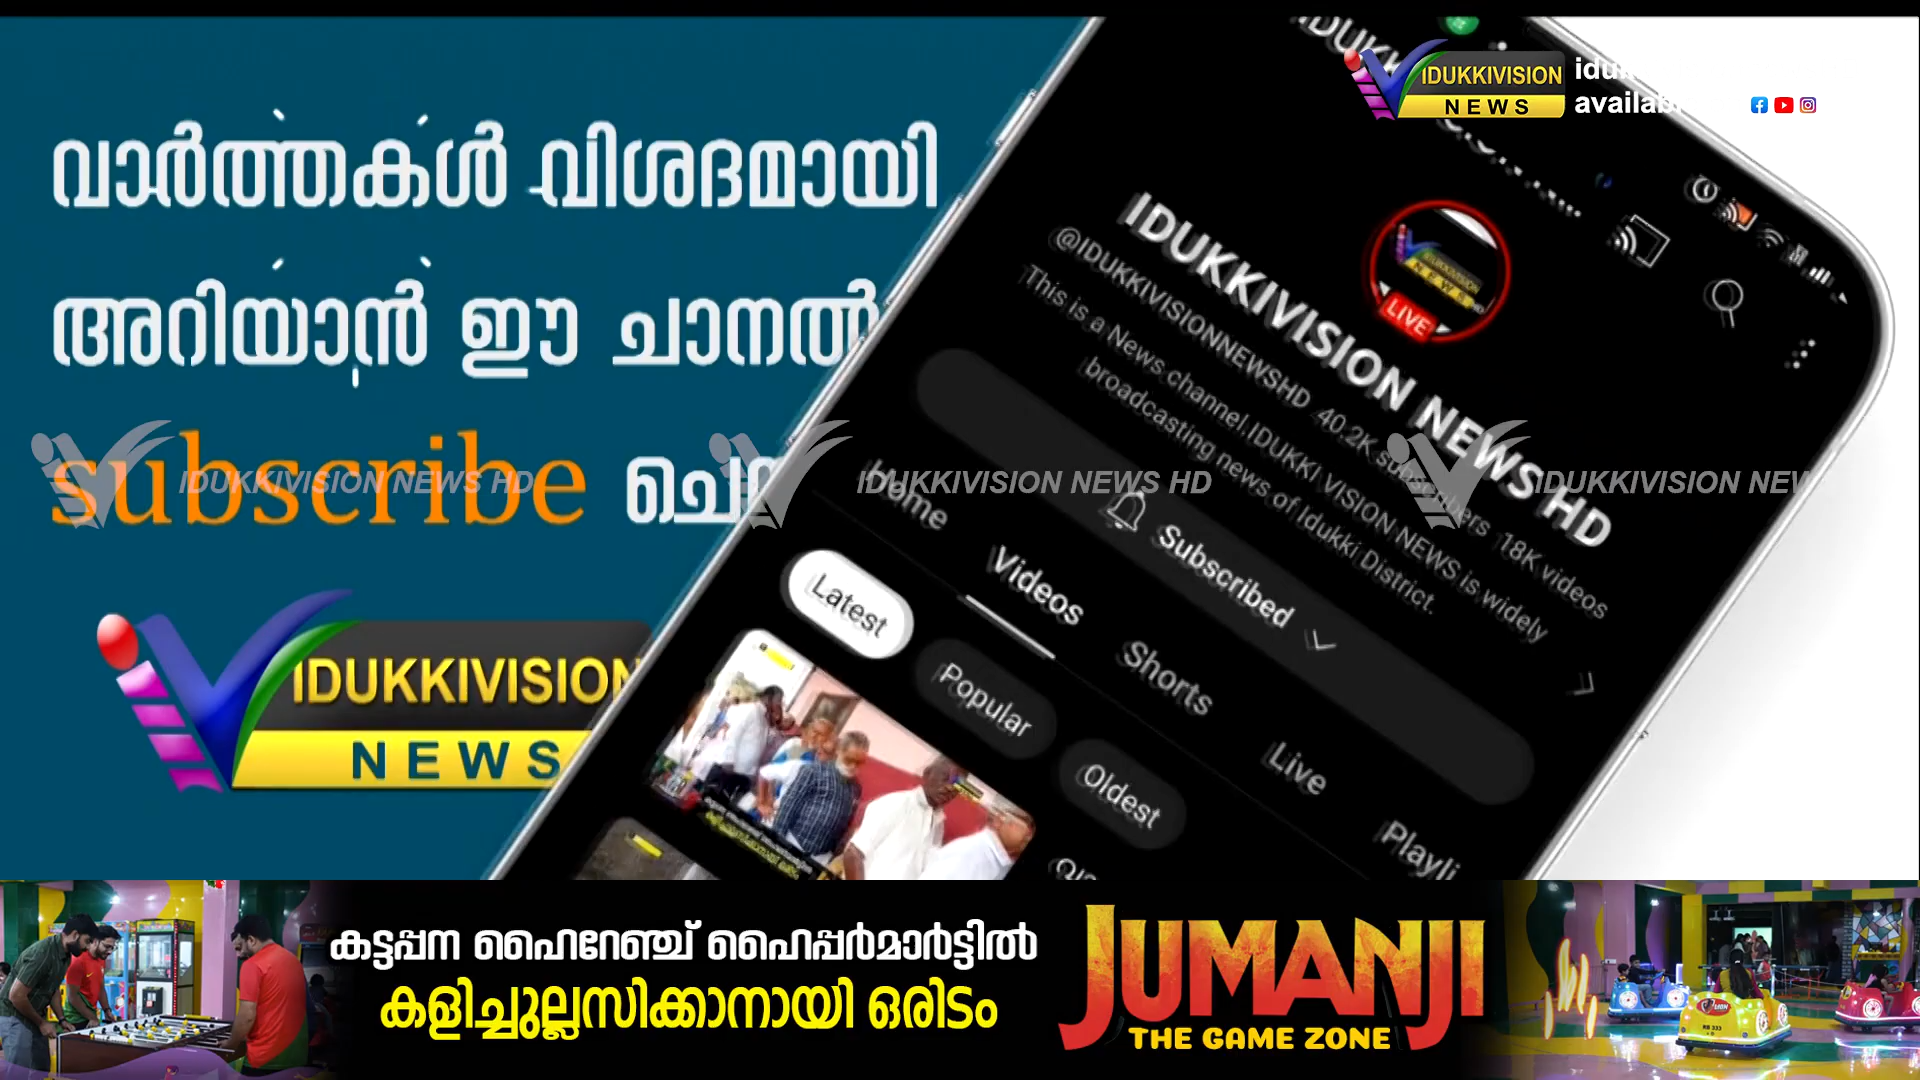 വാർത്തകൾ വിശദമായി
അറിയാൻ ഈ ചാനൽ
subscribe
IDUKKIVISION
NEWS
IDUKKIVISION
NEWS
IDUKKIVISION NEWS HD
IDUKKIVISION NEWS HD
IDUKKIVISION NEWS HD
@IDUKKIVISIONNEWSHD 40.2K subscribers 18K videos
This is a News channel.IDUKKI VISION NEWS is widely
broadcasting news of Idukki District.
Subscribed
Home Videos Shorts Live
Latest Popular Oldest
LIVE
കട്ടപ്പന ഹൈറേഞ്ച് ഹൈപ്പർമാർട്ടിൽ
കളിച്ചുല്ലസിക്കാനായി ഒരിടം
JUMANJI
THE GAME ZONE